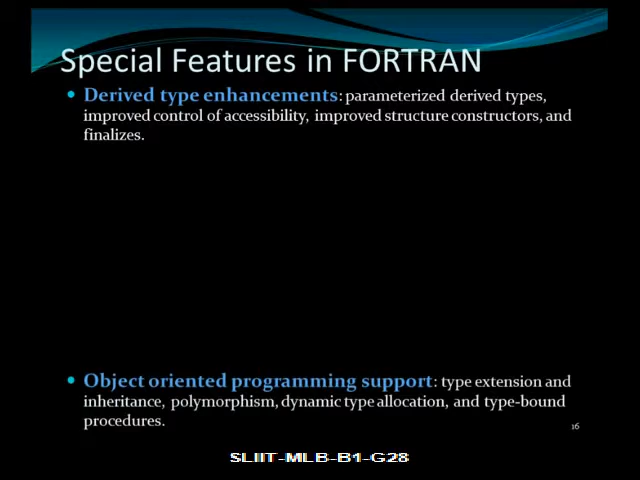 Special Features in FORTRAN
• Derived type enhancements: parameterized derived types,
improved control of accessibility, improved structure constructors, and
finalizes.
• Object oriented programming support: type extension and
inheritance, polymorphism, dynamic type allocation, and type-bound
procedures.
16
SLIIT-MLB-B1-G28